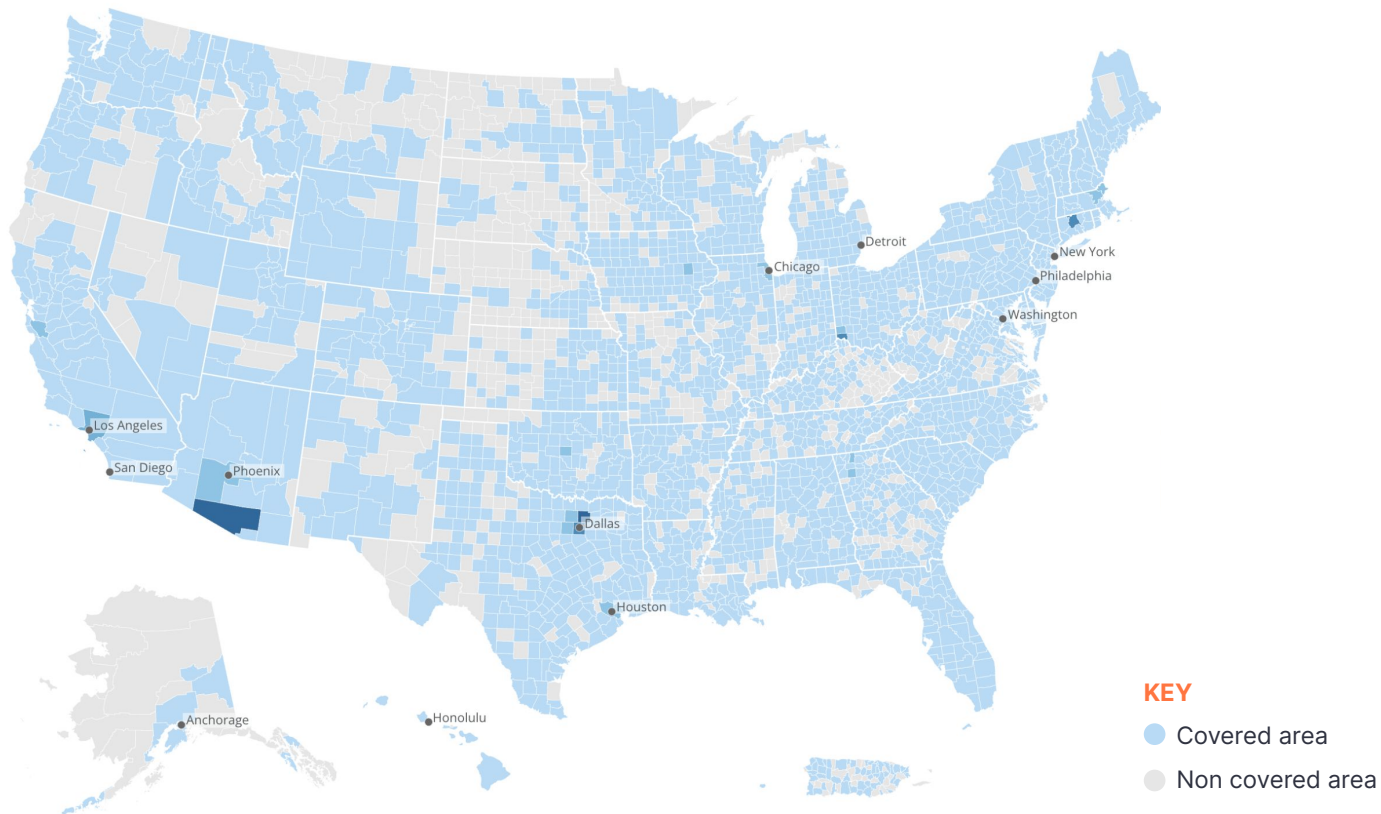 Detroit
New York
Chicago
Philadelphia
Washington
Los Angeles
San Diego
Phoenix
Dallas
Houston
Anchorage
Honolulu
KEY
Covered area
Non covered area